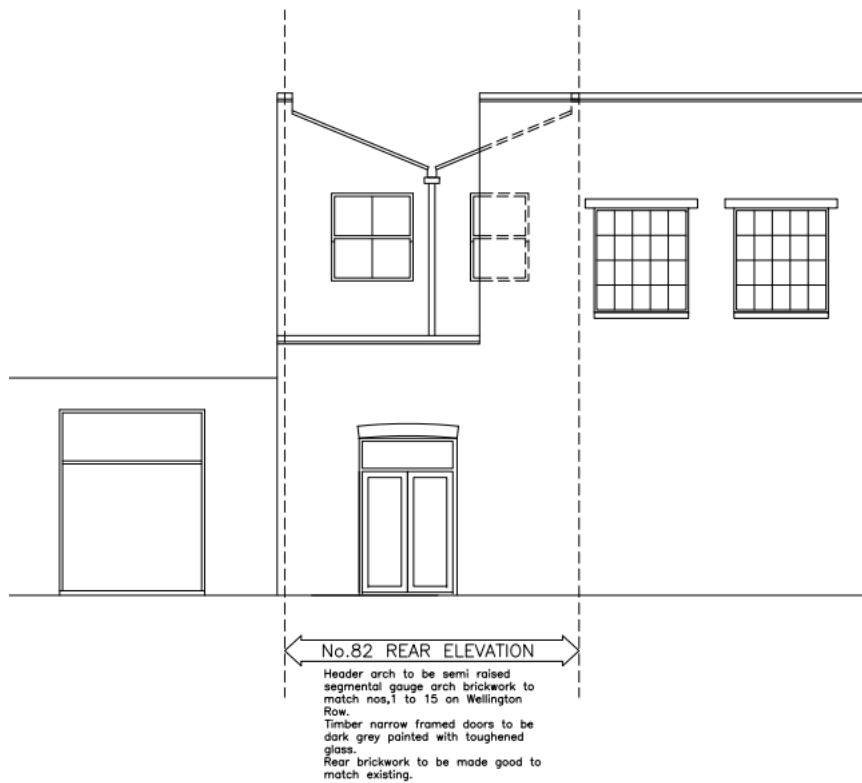 No.82 REAR ELEVATION
Header arch to be semi raised
segmental gauge arch brickwork to
match nos,1 to 15 on Wellington
Row.
Timber narrow framed doors to be
dark grey painted with toughened
glass.
Rear brickwork to be made good to
match existing.